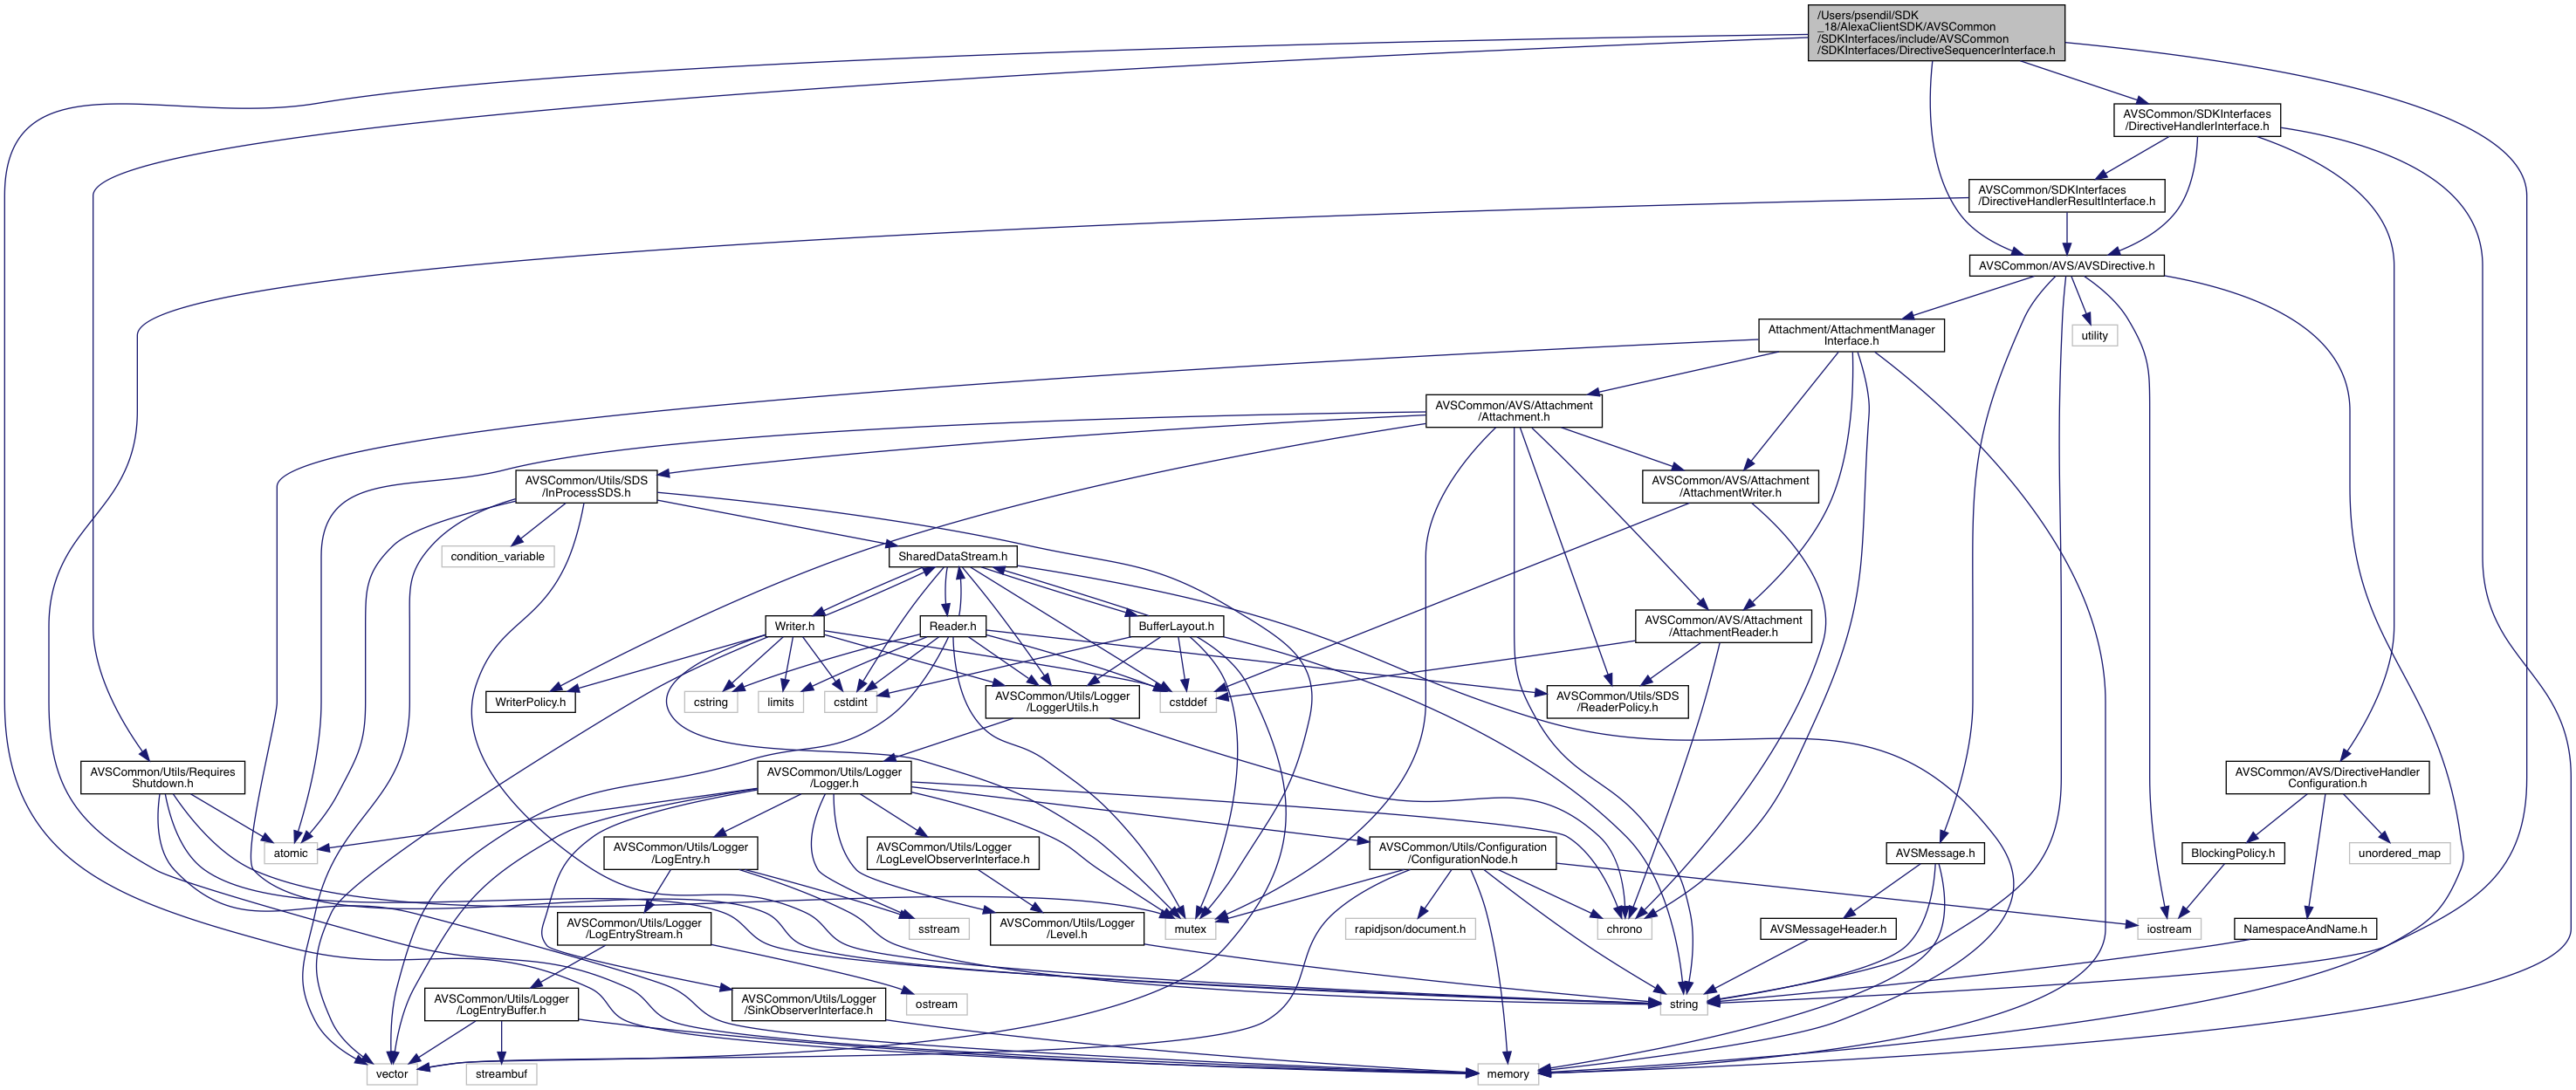 /Users/psendil/SDK
_18/AlexaClientSDK/AVSCommon
/SDKInterfaces/include/AVSCommon
/SDKInterfaces/DirectiveSequencerInterface.h
AVSCommon/SDKInterfaces
/DirectiveHandlerInterface.h
AVSCommon/SDKInterfaces
/DirectiveHandlerResultInterface.h
AVSCommon/AVS/AVSDirective.h
Attachment/AttachmentManager
Interface.h
utility
AVSCommon/AVS/Attachment
/Attachment.h
AVSCommon/Utils/SDS
/InProcessSDS.h
AVSCommon/AVS/Attachment
/AttachmentWriter.h
condition_variable
SharedDataStream.h
Writer.h
Reader.h
BufferLayout.h
AVSCommon/AVS/Attachment
/AttachmentReader.h
WriterPolicy.h
cstring
limits
cstdint
AVSCommon/Utils/Logger
/LoggerUtils.h
cstddef
AVSCommon/Utils/SDS
/ReaderPolicy.h
AVSCommon/Utils/Requires
Shutdown.h
AVSCommon/Utils/Logger
/Logger.h
AVSCommon/AVS/DirectiveHandler
Configuration.h
atomic
AVSCommon/Utils/Logger
/LogEntry.h
AVSCommon/Utils/Logger
/LogLevelObserverInterface.h
AVSCommon/Utils/Configuration
/ConfigurationNode.h
AVSMessage.h
BlockingPolicy.h
unordered_map
AVSCommon/Utils/Logger
/LogEntryStream.h
sstream
AVSCommon/Utils/Logger
/Level.h
mutex
rapidjson/document.h
chrono
AVSMessageHeader.h
iostream
NamespaceAndName.h
AVSCommon/Utils/Logger
/LogEntryBuffer.h
AVSCommon/Utils/Logger
/SinkObserverInterface.h
ostream
string
vector
streambuf
memory